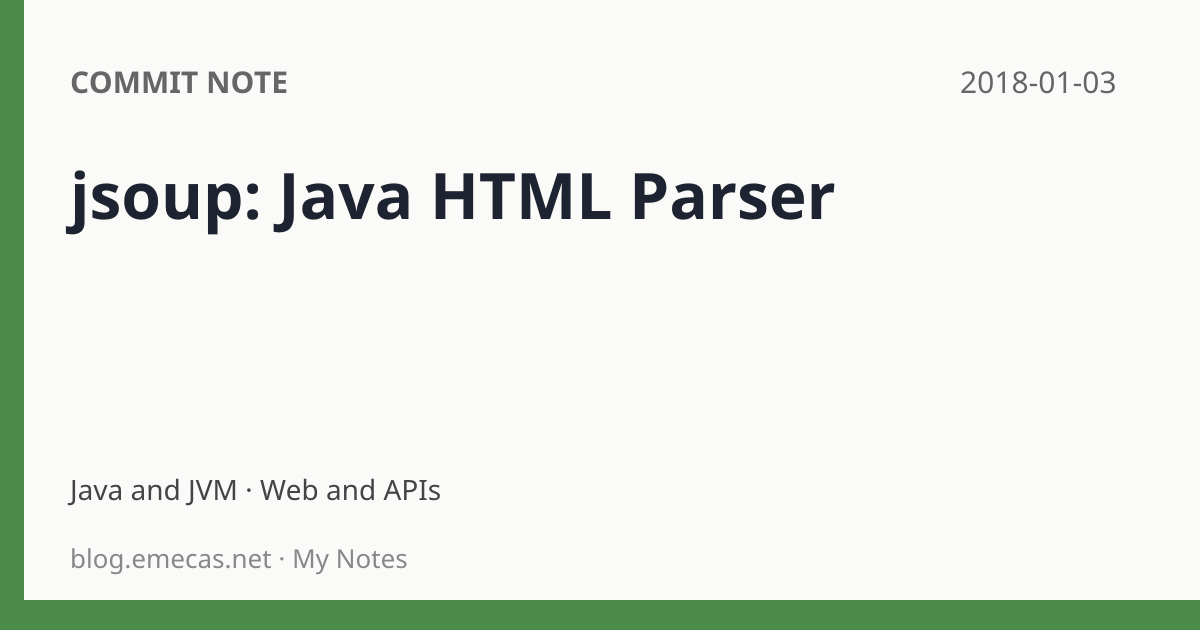 COMMIT NOTE
2018-01-03
jsoup: Java HTML Parser
Java and JVM · Web and APIs
blog.emecas.net · My Notes